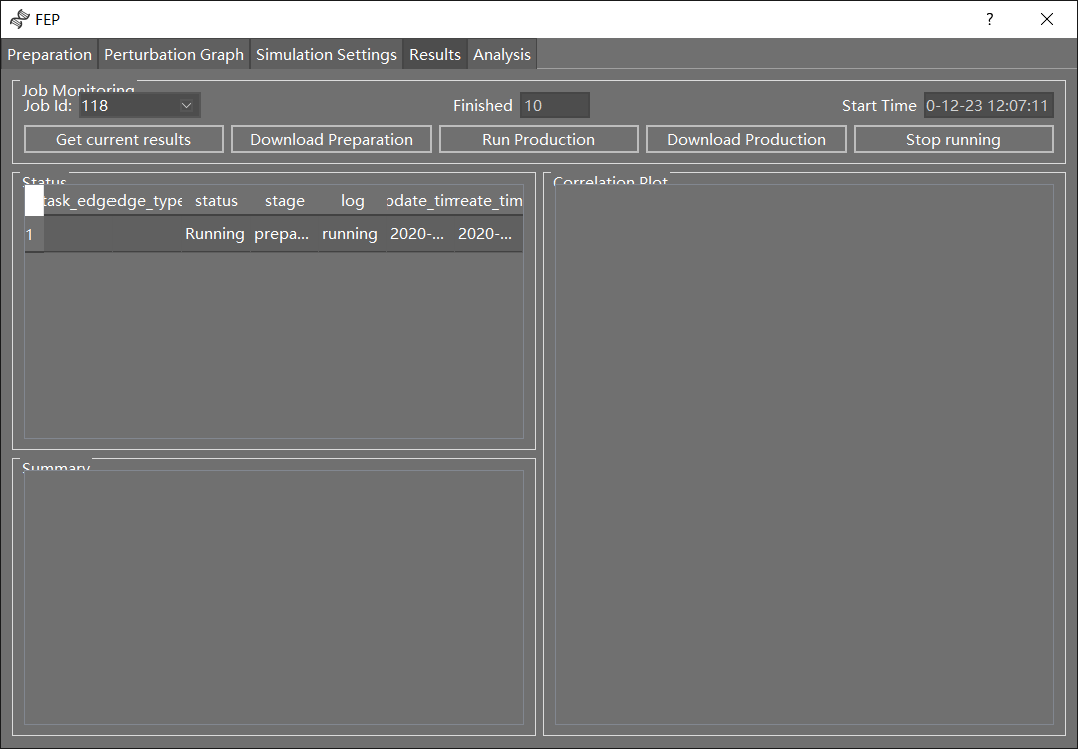 FEP
?
Preparation Perturbation Graph Simulation Settings Results Analysis
Job Monitoring
Job Id: 118 Finished 10 Start Time 0-12-23 12:07:11
Get current results Download Preparation Run Production Download Production Stop running
Status
task_edge edge_type status stage log pdate_tim reate_tim
1 Running prepa... running 2020-... 2020-...
Correlation Plot
Summary